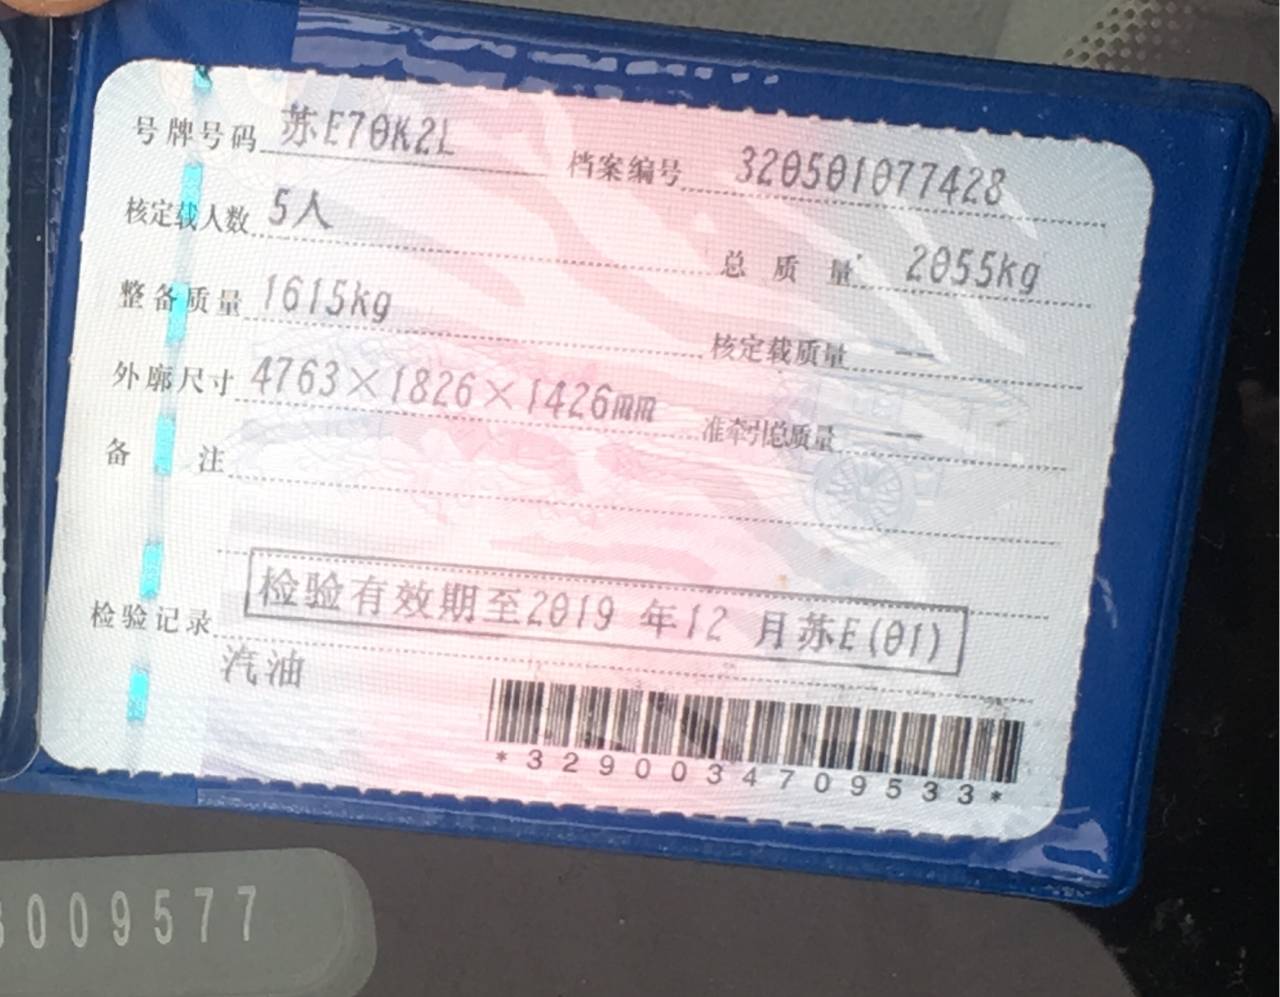 号牌号码 苏E70K2L 档案编号 320501077428
核定载人数 5人 总质量 2055kg
整备质量 1615kg 核定载质量 --
外廓尺寸 4763×1826×1426mm 准牵引总质量 --
备注
检验记录 检验有效期至2019 年12 月苏E(01)
汽油
*3290034709533*
009577